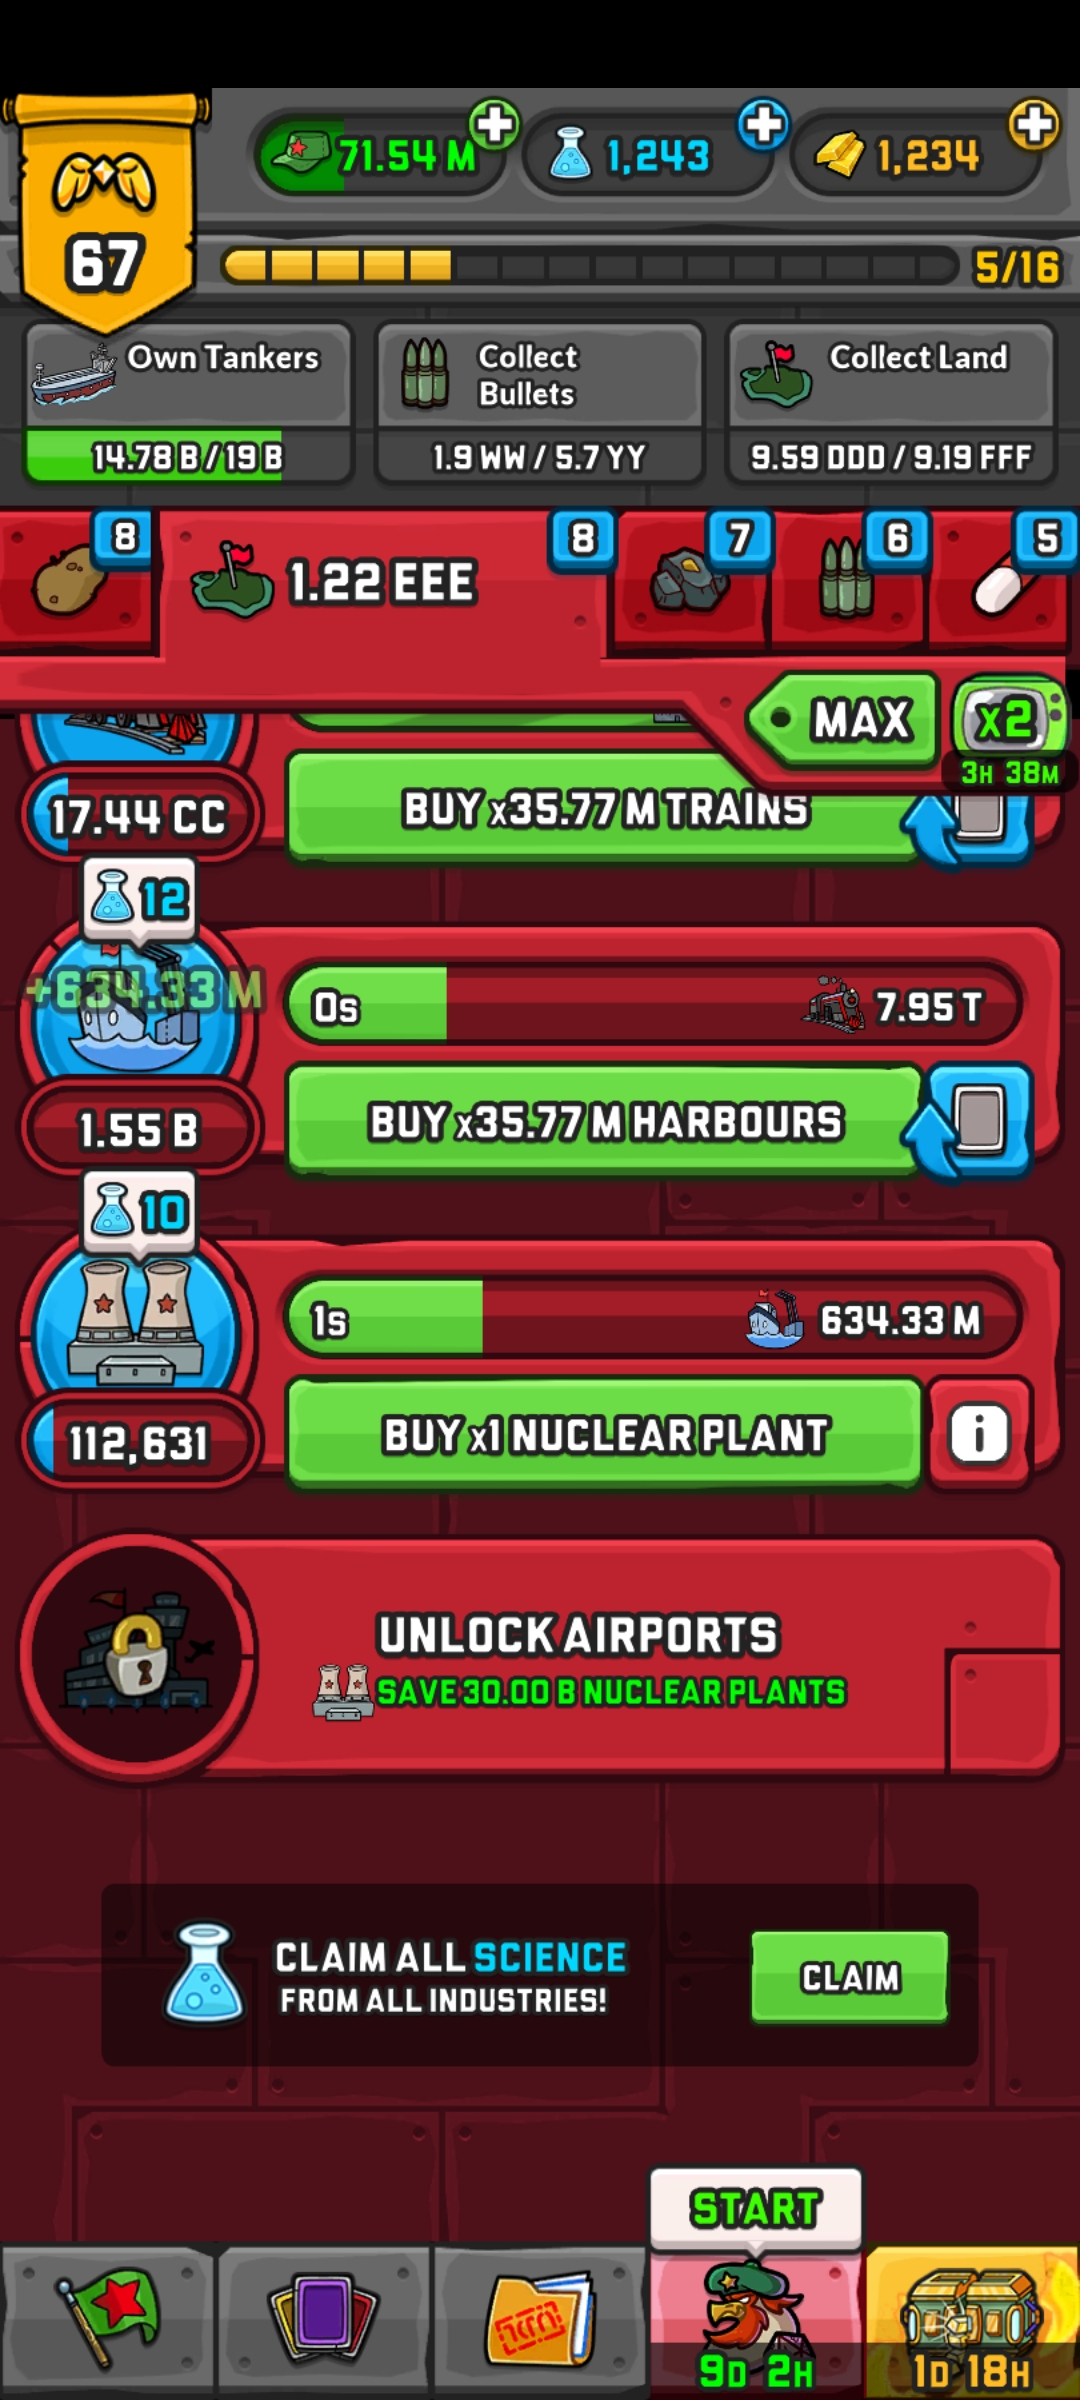 67
71.54 M
1,243
1,234
5/16
Own Tankers
14.78 B / 19 B
Collect
Bullets
1.9 WW / 5.7 YY
Collect Land
9.59 DDD / 9.19 FFF
8
1.22 EEE
8
7
6
5
MAX
x2
3H 38M
17.44 CC
BUY x35.77 M TRAINS
12
+634.33 M
0s
7.95 T
1.55 B
BUY x35.77 M HARBOURS
10
1s
634.33 M
112,631
BUY x1 NUCLEAR PLANT
i
UNLOCK AIRPORTS
SAVE 30.00 B NUCLEAR PLANTS
CLAIM ALL SCIENCE
FROM ALL INDUSTRIES!
CLAIM
START
9D 2H
1D 18H